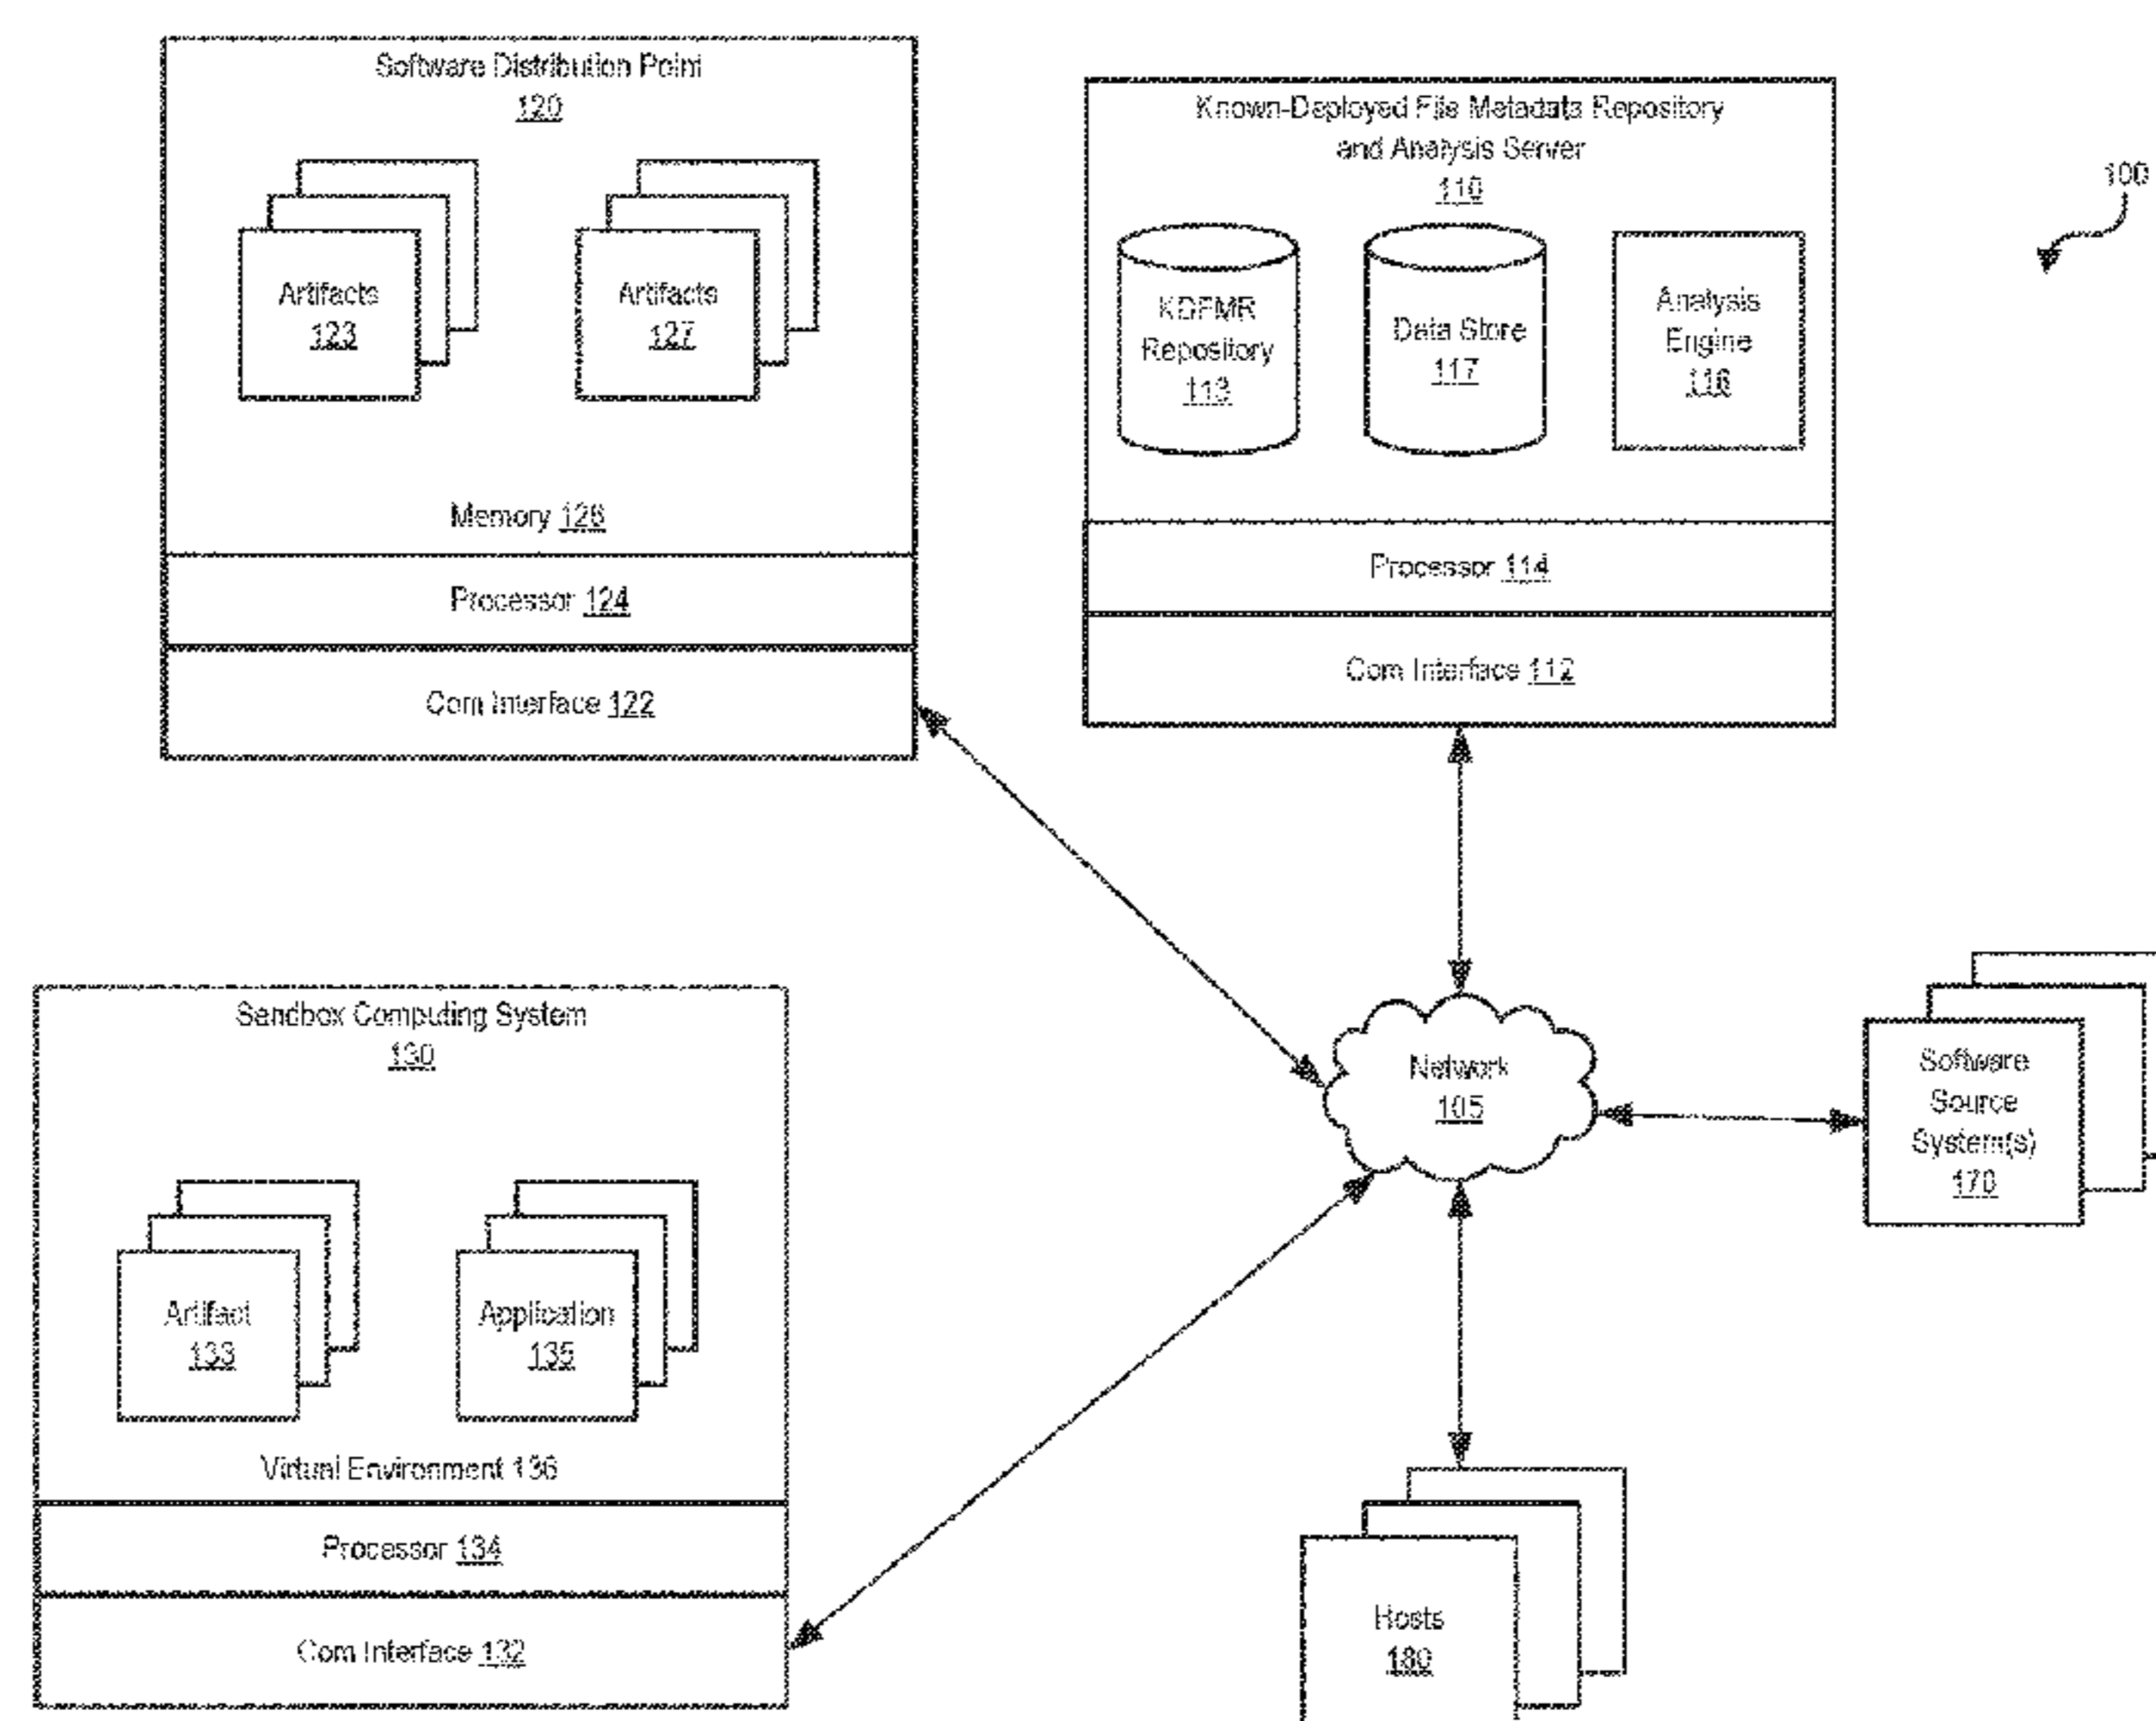 Software Distribution Point
120
Artifacts
123
Artifacts
127
Memory 126
Processor 124
Com Interface 122
Known-Deployed File Metadata Repository
and Analysis Server
110
KDFMR
Repository
113
Data Store
117
Analysis
Engine
116
Processor 114
Com Interface 112
100
Sandbox Computing System
130
Artifact
133
Application
135
Virtual Environment 136
Processor 134
Com Interface 132
Network
105
Software
Source
System(s)
170
Hosts
180